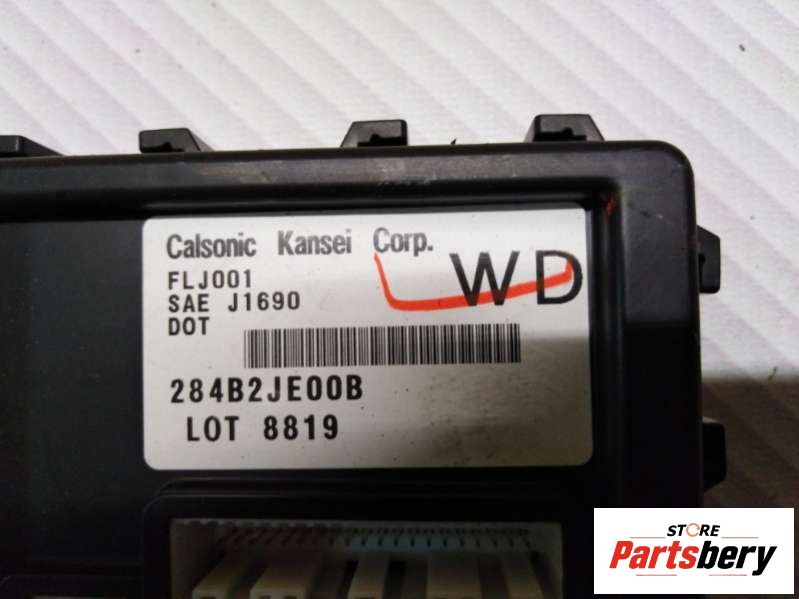 Calsonic Kansei Corp.
FLJ001
SAE J1690
DOT
WD
284B2JE00B
LOT 8819
STORE
Partsbery